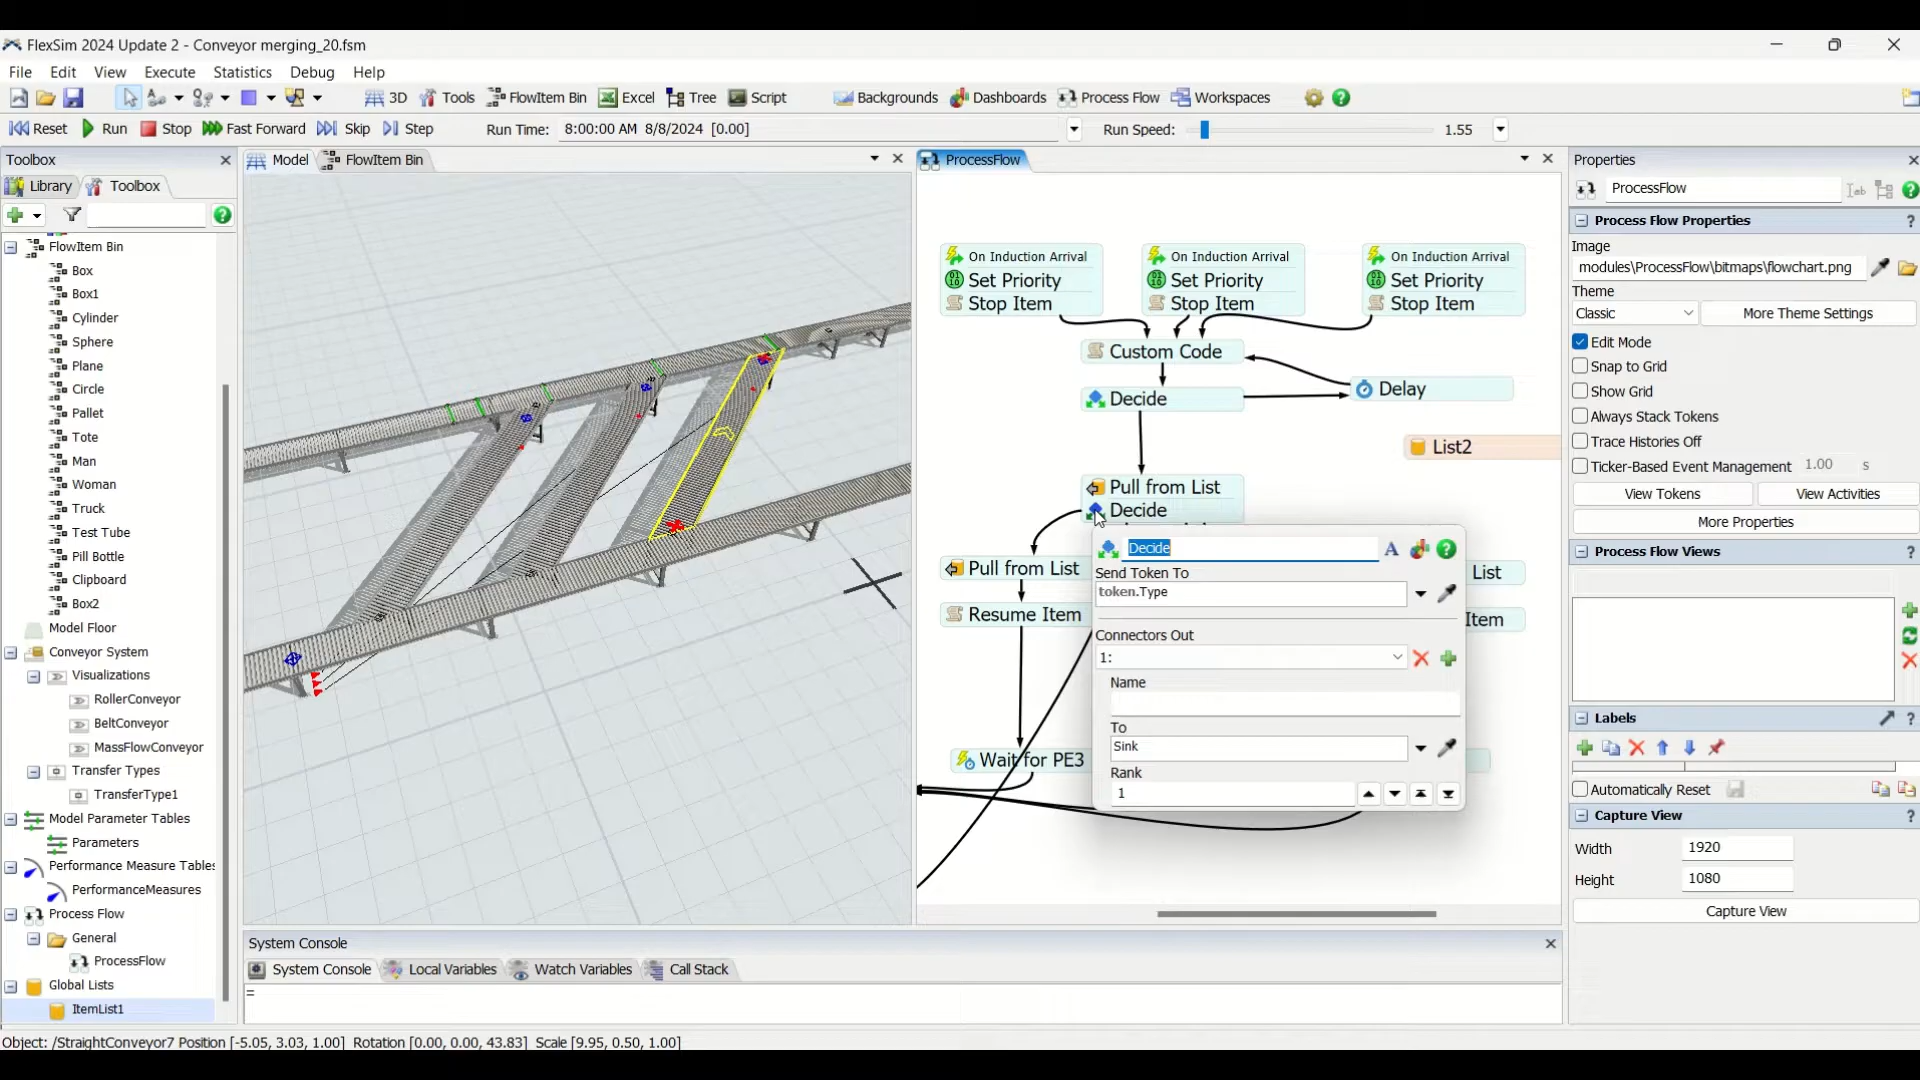 FlexSim 2024 Update 2 - Conveyor merging_20.fsm
File Edit View Execute Statistics Debug Help
3D Tools FlowItem Bin Excel Tree Script Backgrounds Dashboards Process Flow Workspaces
Reset Run Stop Fast Forward Skip Step Run Time: 8:00:00 AM 8/8/2024 [0.00] Run Speed: 1.55
Toolbox
Library Toolbox
FlowItem Bin
Box
Box1
Cylinder
Sphere
Plane
Circle
Pallet
Tote
Man
Woman
Truck
Test Tube
Pill Bottle
Clipboard
Box2
Model Floor
Conveyor System
Visualizations
RollerConveyor
BeltConveyor
MassFlowConveyor
Transfer Types
TransferType1
Model Parameter Tables
Parameters
Performance Measure Tables
PerformanceMeasures
Process Flow
General
ProcessFlow
Global Lists
ItemList1
Model FlowItem Bin
ProcessFlow
On Induction Arrival On Induction Arrival On Induction Arrival
Set Priority Set Priority Set Priority
Stop Item Stop Item Stop Item
Custom Code
Decide Delay
List2
Pull from List
Decide
Pull from List List
Resume Item Item
Wait for PE3
Decide
Send Token To
token.Type
Connectors Out
1:
Name
To
Sink
Rank
1
System Console
System Console Local Variables Watch Variables Call Stack
=
Properties
ProcessFlow
Process Flow Properties ?
Image
modules\ProcessFlow\bitmaps\flowchart.png
Theme
Classic More Theme Settings
Edit Mode
Snap to Grid
Show Grid
Always Stack Tokens
Trace Histories Off
Ticker-Based Event Management 1.00 s
View Tokens View Activities
More Properties
Process Flow Views ?
Labels ?
Automatically Reset
Capture View ?
Width 1920
Height 1080
Capture View
Object: /StraightConveyor7 Position [-5.05, 3.03, 1.00] Rotation [0.00, 0.00, 43.83] Scale [9.95, 0.50, 1.00]